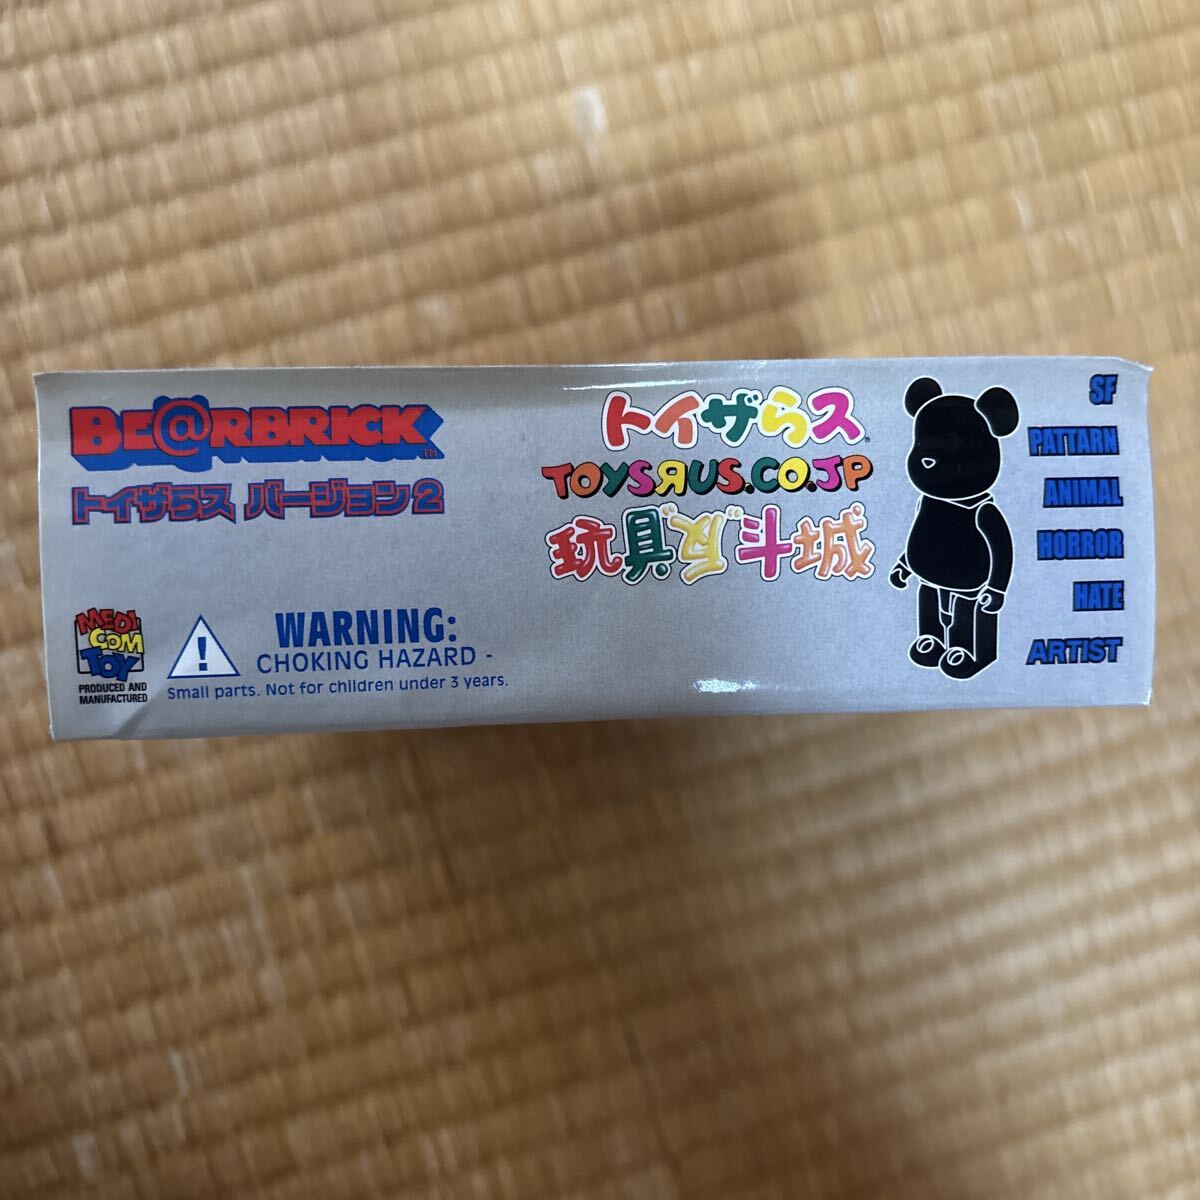 BE@RBRICK™
トイザらス バージョン2
MEDI
COM
TOY
PRODUCED AND
MANUFACTURED
!
WARNING:
CHOKING HAZARD -
Small parts. Not for children under 3 years.
トイザらス®
TOYSЯUS.CO.JP
玩具"反"斗城
SF
PATTARN
ANIMAL
HORROR
HATE
ARTIST